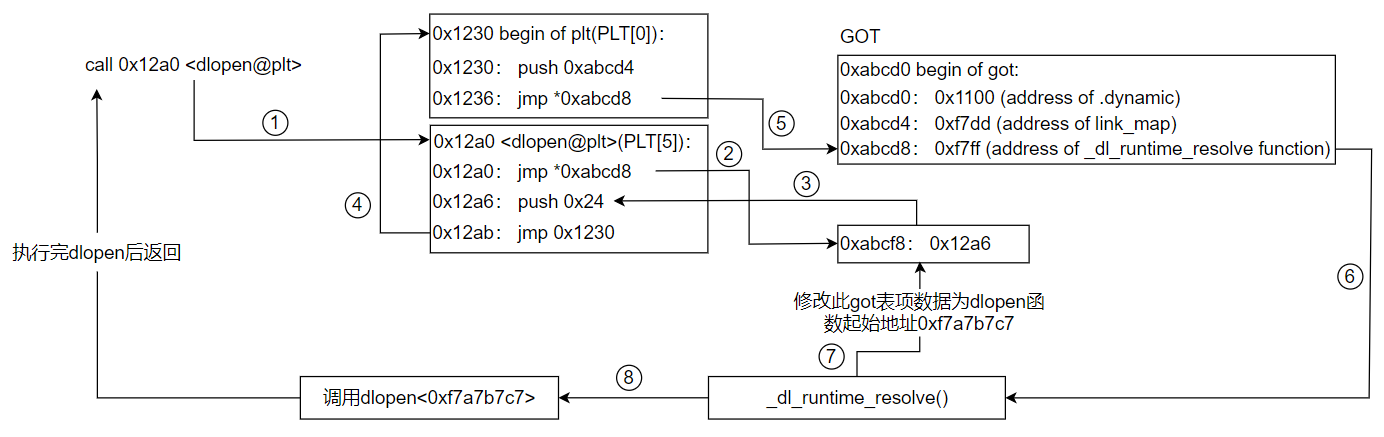 call 0x12a0 <dlopen@plt>
①
0x1230 begin of plt(PLT[0]):
0x1230: push 0xabcd4
0x1236: jmp *0xabcd8
0x12a0 <dlopen@plt>(PLT[5]):
0x12a0: jmp *0xabcd8
0x12a6: push 0x24
0x12ab: jmp 0x1230
④
⑤
②
③
GOT
0xabcd0 begin of got:
0xabcd0: 0x1100 (address of .dynamic)
0xabcd4: 0xf7dd (address of link_map)
0xabcd8: 0xf7ff (address of _dl_runtime_resolve function)
0xabcf8: 0x12a6
⑥
修改此got表项数据为dlopen函
数起始地址0xf7a7b7c7
⑦
_dl_runtime_resolve()
⑧
调用dlopen<0xf7a7b7c7>
执行完dlopen后返回